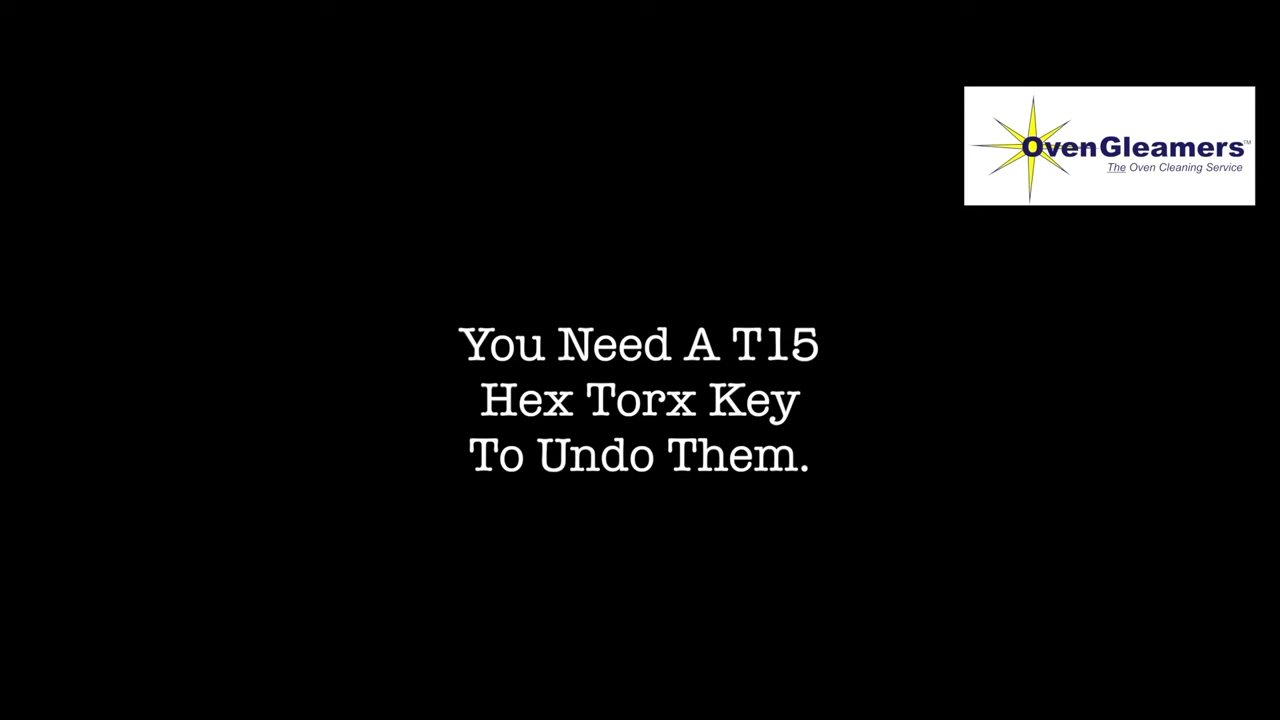 OvenGleamers™
The Oven Cleaning Service
You Need A T15
Hex Torx Key
To Undo Them.